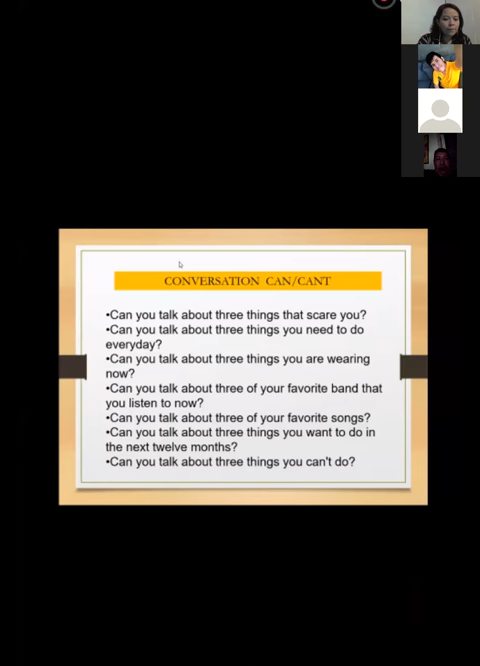 CONVERSATION CAN/CANT
•Can you talk about three things that scare you?
•Can you talk about three things you need to do
everyday?
•Can you talk about three things you are wearing
now?
•Can you talk about three of your favorite band that
you listen to now?
•Can you talk about three of your favorite songs?
•Can you talk about three things you want to do in
the next twelve months?
•Can you talk about three things you can't do?